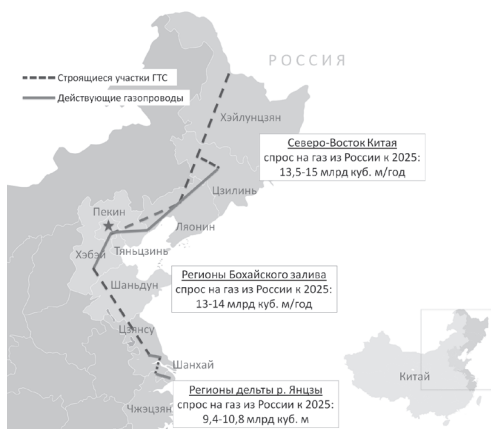 РОССИЯ
Строящиеся участки ГТС
Действующие газопроводы
Хэйлунцзян
Северо-Восток Китая
спрос на газ из России к 2025:
13,5-15 млрд куб. м/год
Цзилинь
Пекин
Ляонин
Хэбэй
Тяньцзинь
Регионы Бохайского залива
спрос на газ из России к 2025:
13-14 млрд куб. м/год
Шаньдун
Цзянсу
Шанхай
Китай
Регионы дельты р. Янцзы
спрос на газ из России к 2025:
9,4-10,8 млрд куб. м
Чжэцзян